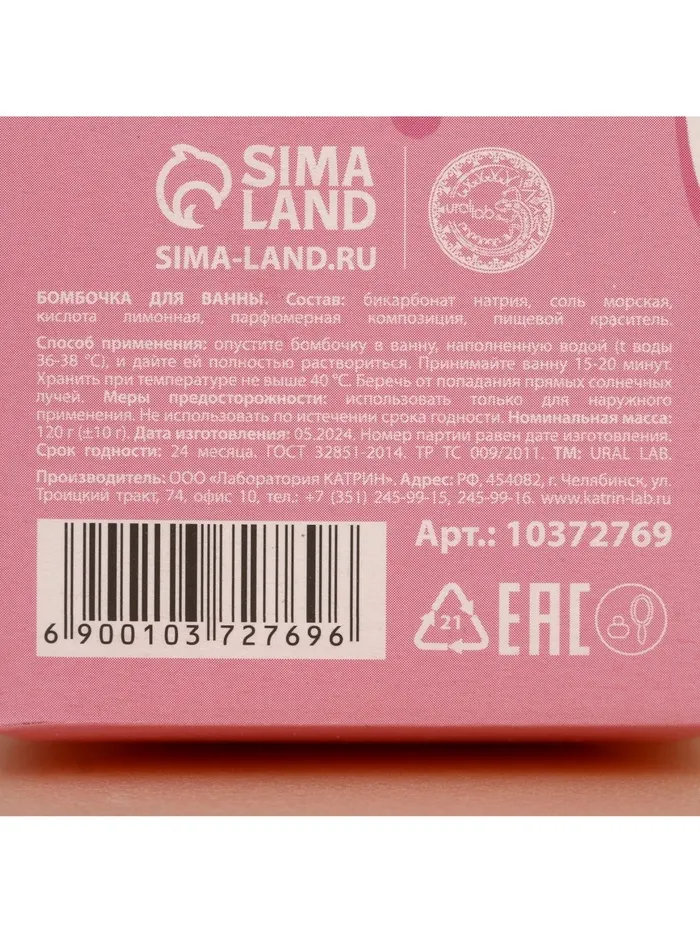 SIMA
LAND
SIMA-LAND.RU
ural lab
БОМБОЧКА ДЛЯ ВАННЫ. Состав: бикарбонат натрия, соль морская,
кислота лимонная, парфюмерная композиция, пищевой краситель.
Способ применения: опустите бомбочку в ванну, наполненную водой (t воды
36-38 °C), и дайте ей полностью раствориться. Принимайте ванну 15-20 минут.
Хранить при температуре не выше 40 °C. Беречь от попадания прямых солнечных
лучей. Меры предосторожности: использовать только для наружного
применения. Не использовать по истечении срока годности. Номинальная масса:
120 г (±10 г). Дата изготовления: 05.2024. Номер партии равен дате изготовления.
Срок годности: 24 месяца. ГОСТ 32851-2014. ТР ТС 009/2011. ТМ: URAL LAB.
Производитель: ООО «Лаборатория КАТРИН». Адрес: РФ, 454082, г. Челябинск, ул.
Троицкий тракт, 74, офис 10, тел.: +7 (351) 245-99-15, 245-99-16. www.katrin-lab.ru
Арт.: 10372769
6 900103 727696
21
EAC